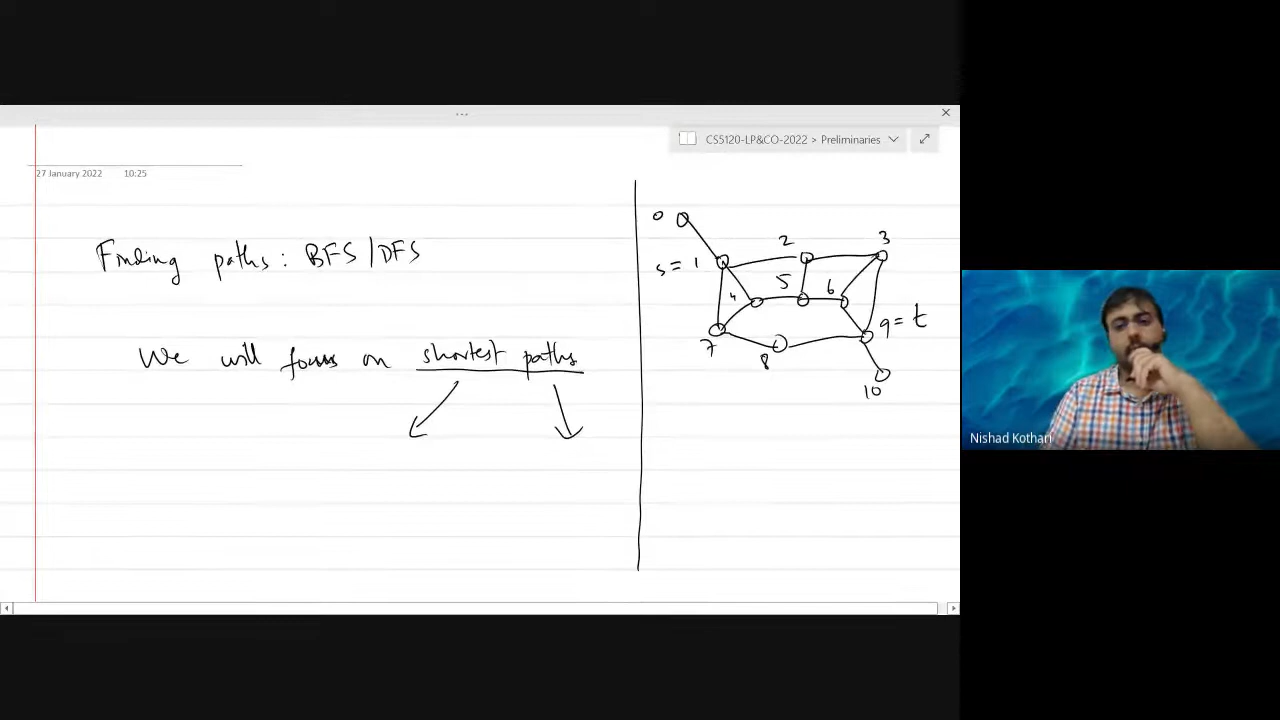 CS5120-LP&CO-2022 > Preliminaries
27 January 2022 10:25
Finding paths: BFS/DFS
We will focus on shortest paths
0
s = 1
2
3
4
5
6
9 = t
7
8
10
Nishad Kothari